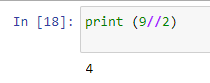 In [18]: print (9//2)
4